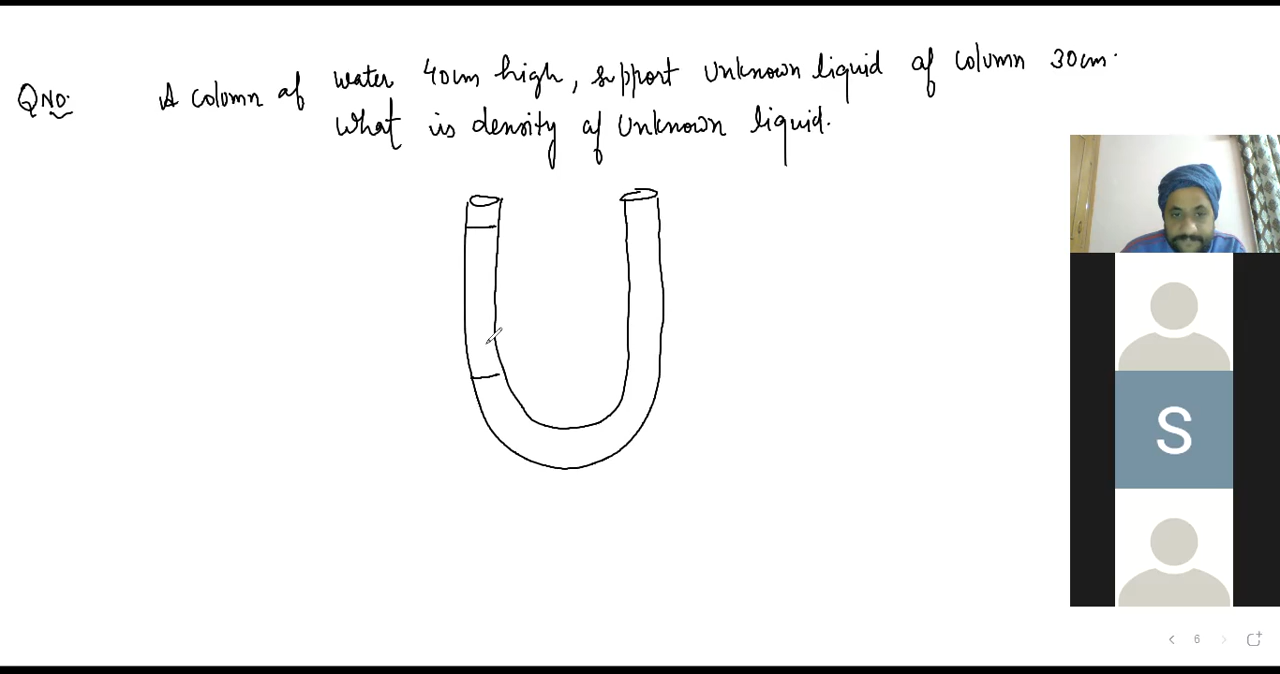 QNO. A column of water 40cm high, support unknown liquid of column 30cm.
What is density of unknown liquid.
S
6